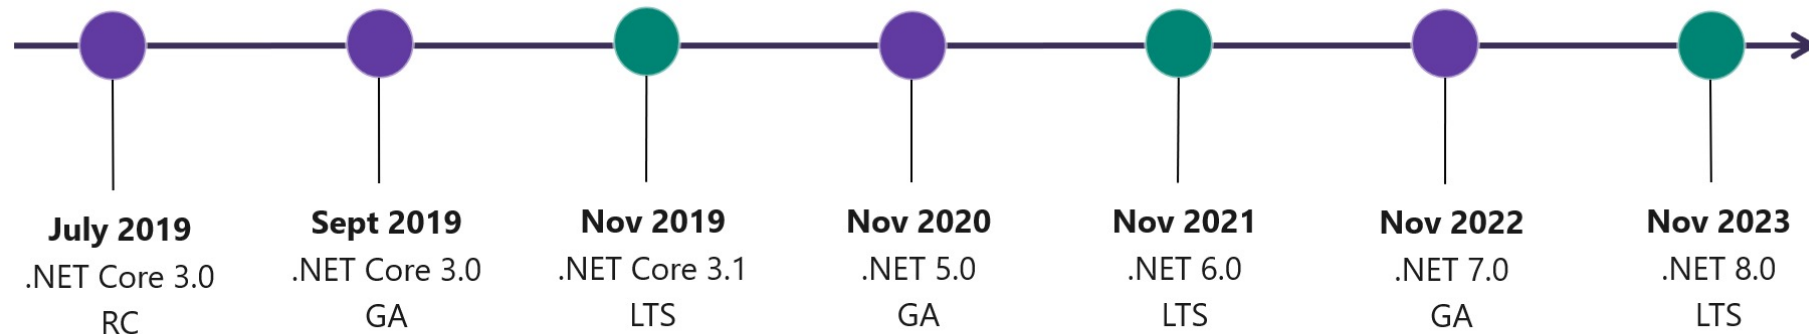 July 2019
.NET Core 3.0
RC
Sept 2019
.NET Core 3.0
GA
Nov 2019
.NET Core 3.1
LTS
Nov 2020
.NET 5.0
GA
Nov 2021
.NET 6.0
LTS
Nov 2022
.NET 7.0
GA
Nov 2023
.NET 8.0
LTS